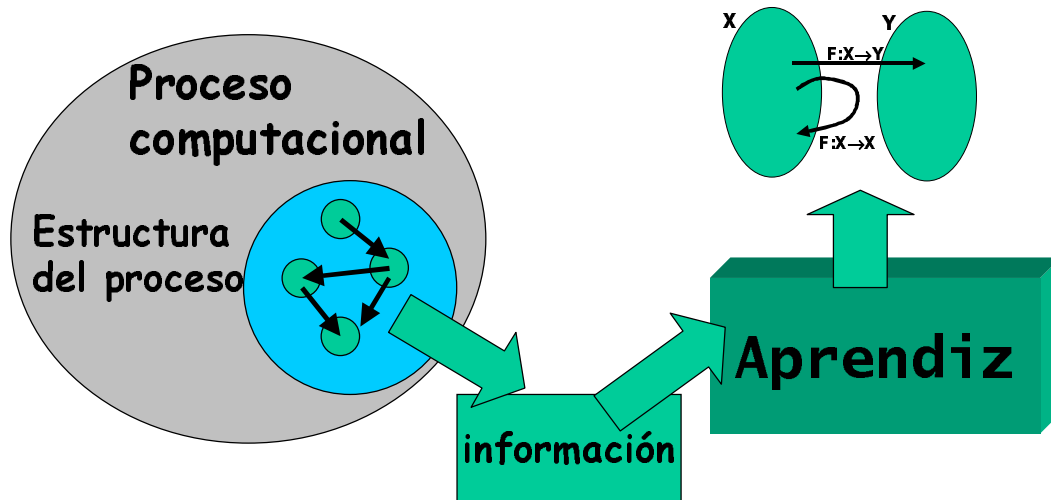 Proceso
computacional
Estructura
del proceso
información
Aprendiz
X
Y
F:X→Y
F:X→X